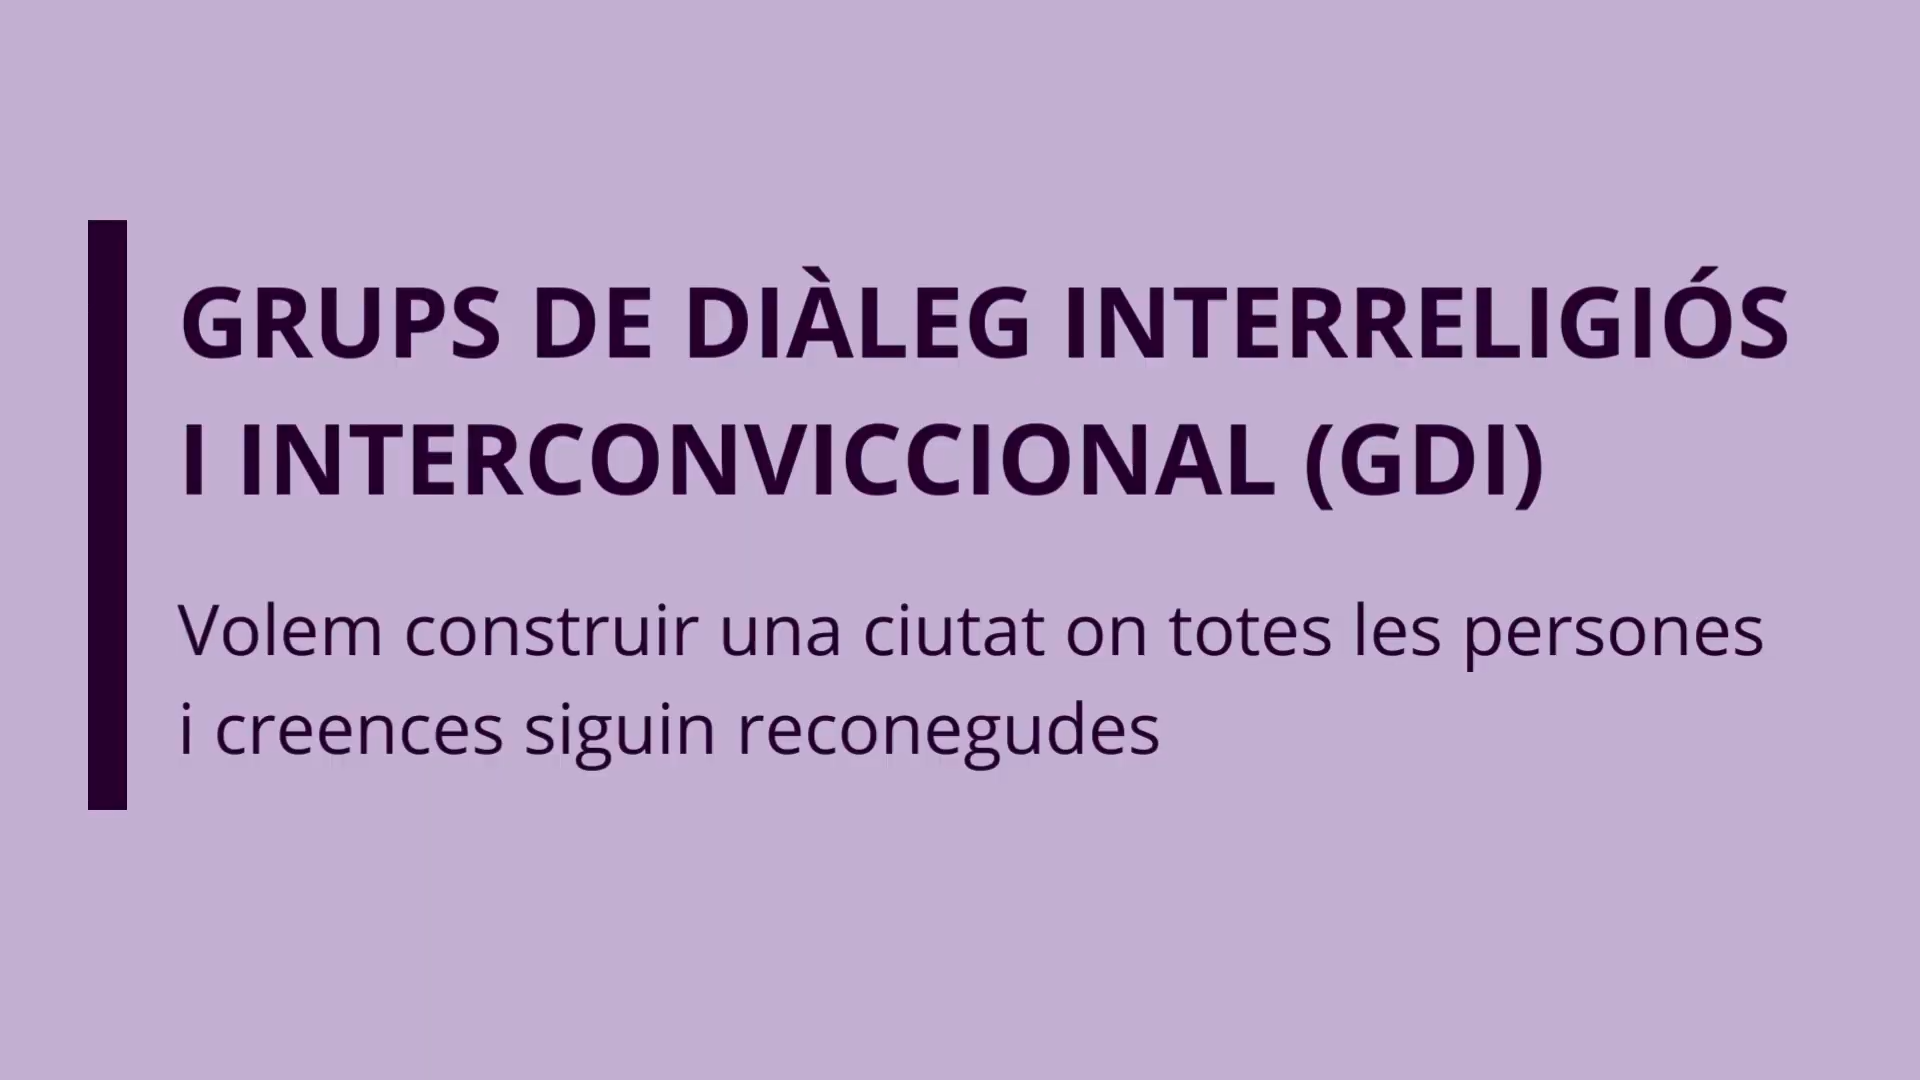 GRUPS DE DIÀLEG INTERRELIGIÓS
I INTERCONVICCIONAL (GDI)
Volem construir una ciutat on totes les persones
i creences siguin reconegudes